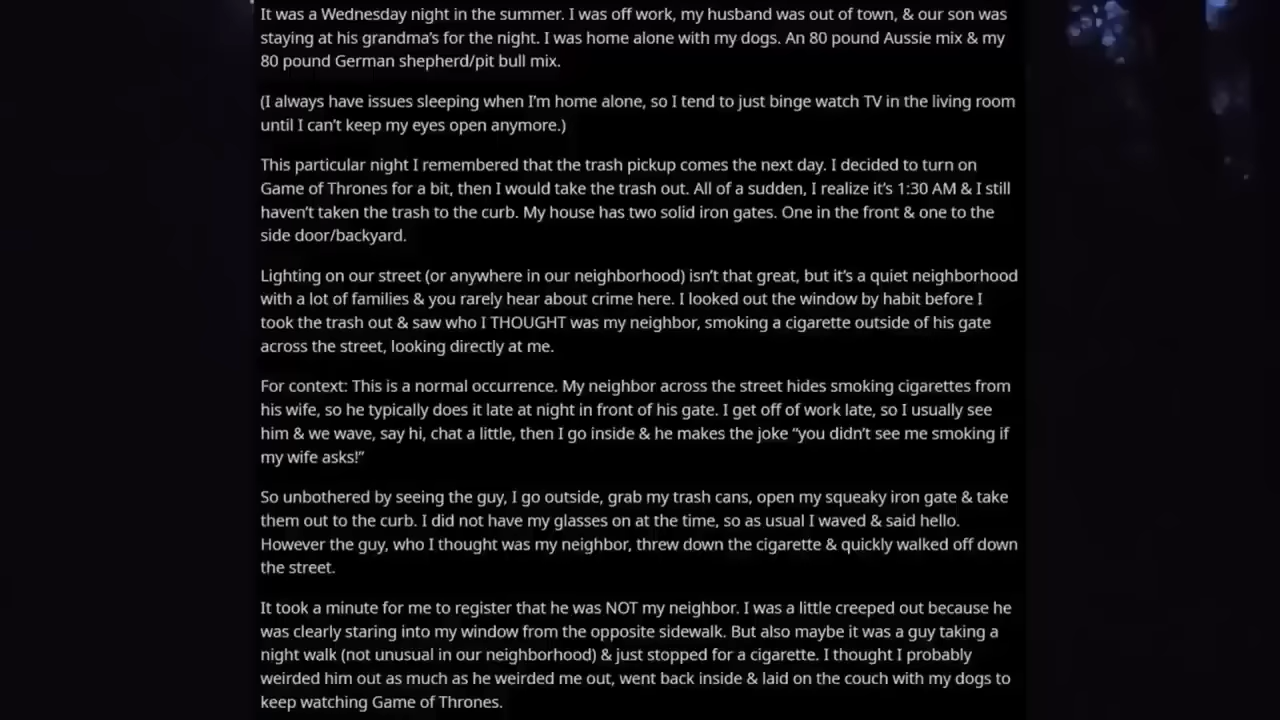 It was a Wednesday night in the summer. I was off work, my husband was out of town, & our son was
staying at his grandma's for the night. I was home alone with my dogs. An 80 pound Aussie mix & my
80 pound German shepherd/pit bull mix.
(I always have issues sleeping when I'm home alone, so I tend to just binge watch TV in the living room
until I can't keep my eyes open anymore.)
This particular night I remembered that the trash pickup comes the next day. I decided to turn on
Game of Thrones for a bit, then I would take the trash out. All of a sudden, I realize it's 1:30 AM & I still
haven't taken the trash to the curb. My house has two solid iron gates. One in the front & one to the
side door/backyard.
Lighting on our street (or anywhere in our neighborhood) isn't that great, but it's a quiet neighborhood
with a lot of families & you rarely hear about crime here. I looked out the window by habit before I
took the trash out & saw who I THOUGHT was my neighbor, smoking a cigarette outside of his gate
across the street, looking directly at me.
For context: This is a normal occurrence. My neighbor across the street hides smoking cigarettes from
his wife, so he typically does it late at night in front of his gate. I get off of work late, so I usually see
him & we wave, say hi, chat a little, then I go inside & he makes the joke “you didn't see me smoking if
my wife asks!”
So unbothered by seeing the guy, I go outside, grab my trash cans, open my squeaky iron gate & take
them out to the curb. I did not have my glasses on at the time, so as usual I waved & said hello.
However the guy, who I thought was my neighbor, threw down the cigarette & quickly walked off down
the street.
It took a minute for me to register that he was NOT my neighbor. I was a little creeped out because he
was clearly staring into my window from the opposite sidewalk. But also maybe it was a guy taking a
night walk (not unusual in our neighborhood) & just stopped for a cigarette. I thought I probably
weirded him out as much as he weirded me out, went back inside & laid on the couch with my dogs to
keep watching Game of Thrones.